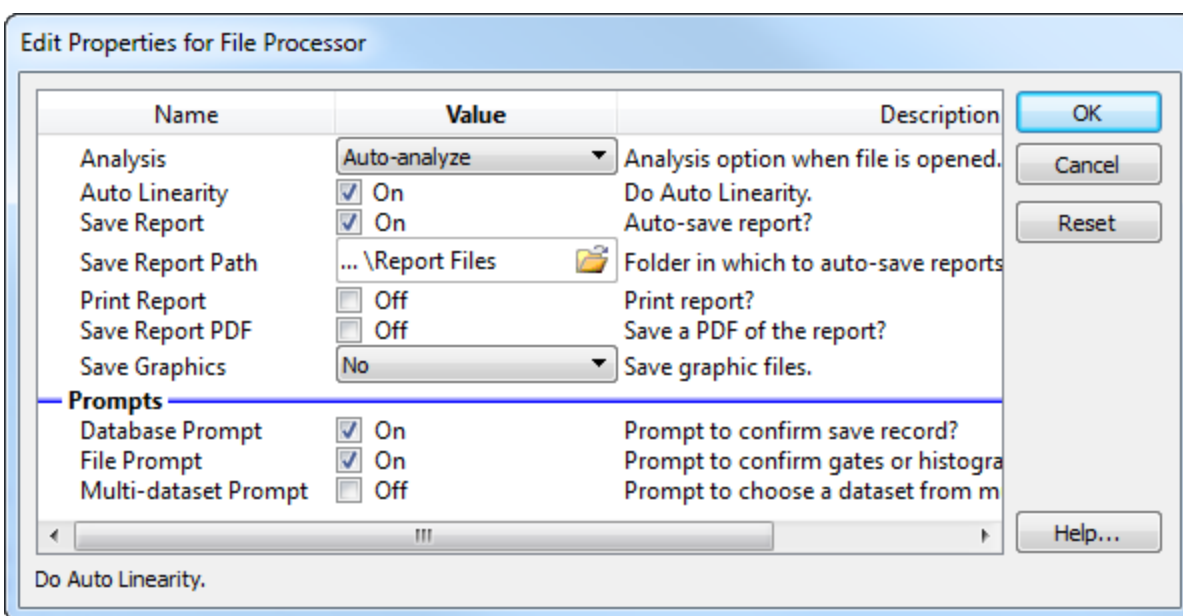 Edit Properties for File Processor
Name Value Description
Analysis Auto-analyze Analysis option when file is opened.
Auto Linearity On Do Auto Linearity.
Save Report On Auto-save report?
Save Report Path ... \Report Files Folder in which to auto-save reports
Print Report Off Print report?
Save Report PDF Off Save a PDF of the report?
Save Graphics No Save graphic files.
Prompts
Database Prompt On Prompt to confirm save record?
File Prompt On Prompt to confirm gates or histogra
Multi-dataset Prompt Off Prompt to choose a dataset from m
OK
Cancel
Reset
Help...
Do Auto Linearity.